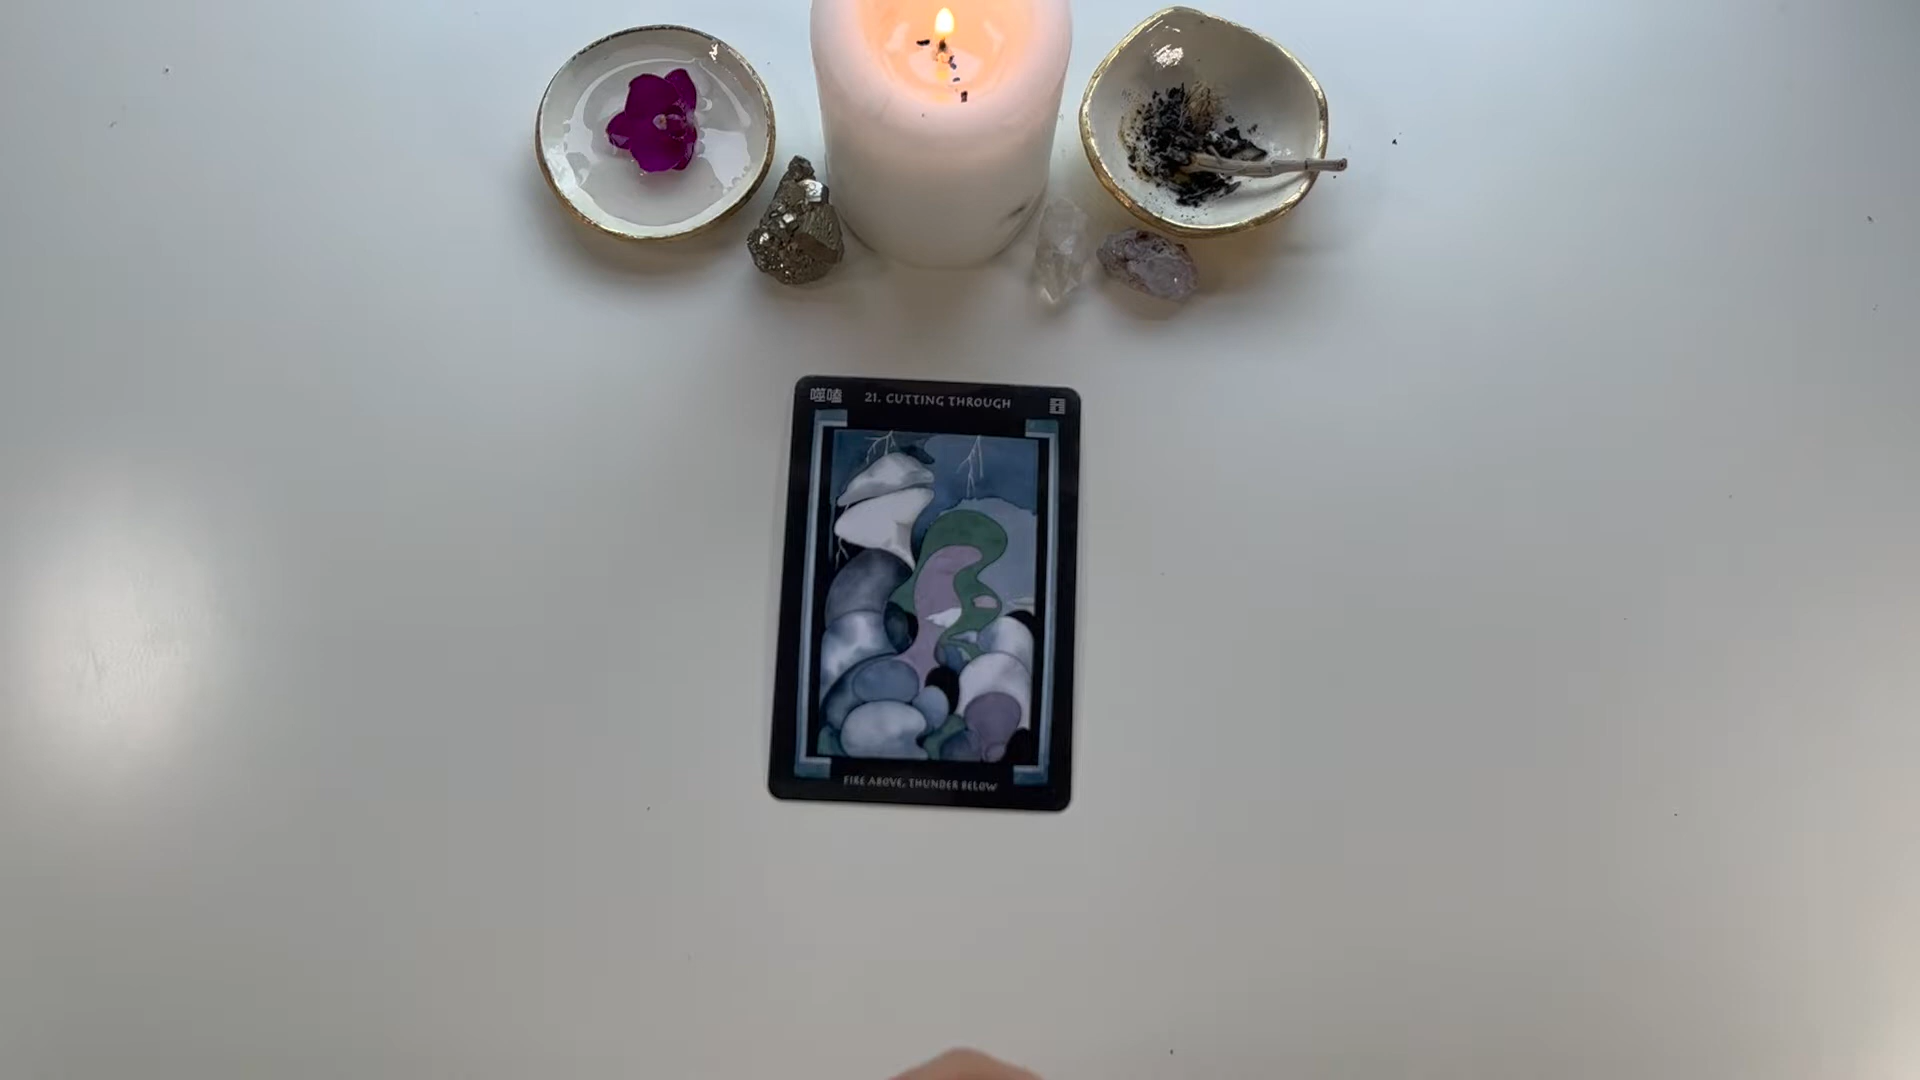 噬嗑
21. CUTTING THROUGH
FIRE ABOVE, THUNDER BELOW